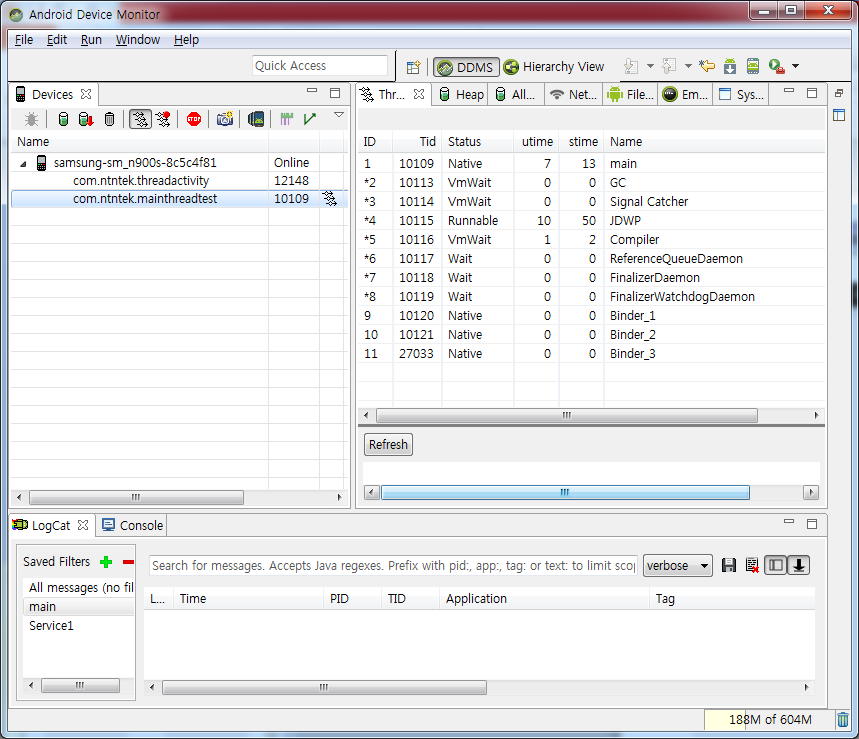 Android Device Monitor
File Edit Run Window Help
Quick Access DDMS Hierarchy View
Devices
Name
samsung-sm_n900s-8c5c4f81 Online
com.ntntek.threadactivity 12148
com.ntntek.mainthreadtest 10109
Thr... Heap All... Net... File... Em... Sys...
ID Tid Status utime stime Name
1 10109 Native 7 13 main
*2 10113 VmWait 0 0 GC
*3 10114 VmWait 0 0 Signal Catcher
*4 10115 Runnable 10 50 JDWP
*5 10116 VmWait 1 2 Compiler
*6 10117 Wait 0 0 ReferenceQueueDaemon
*7 10118 Wait 0 0 FinalizerDaemon
*8 10119 Wait 0 0 FinalizerWatchdogDaemon
9 10120 Native 0 0 Binder_1
10 10121 Native 0 0 Binder_2
11 27033 Native 0 0 Binder_3
Refresh
LogCat Console
Saved Filters
All messages (no fil
main
Service1
Search for messages. Accepts Java regexes. Prefix with pid:, app:, tag: or text: to limit scop verbose
L... Time PID TID Application Tag
188M of 604M